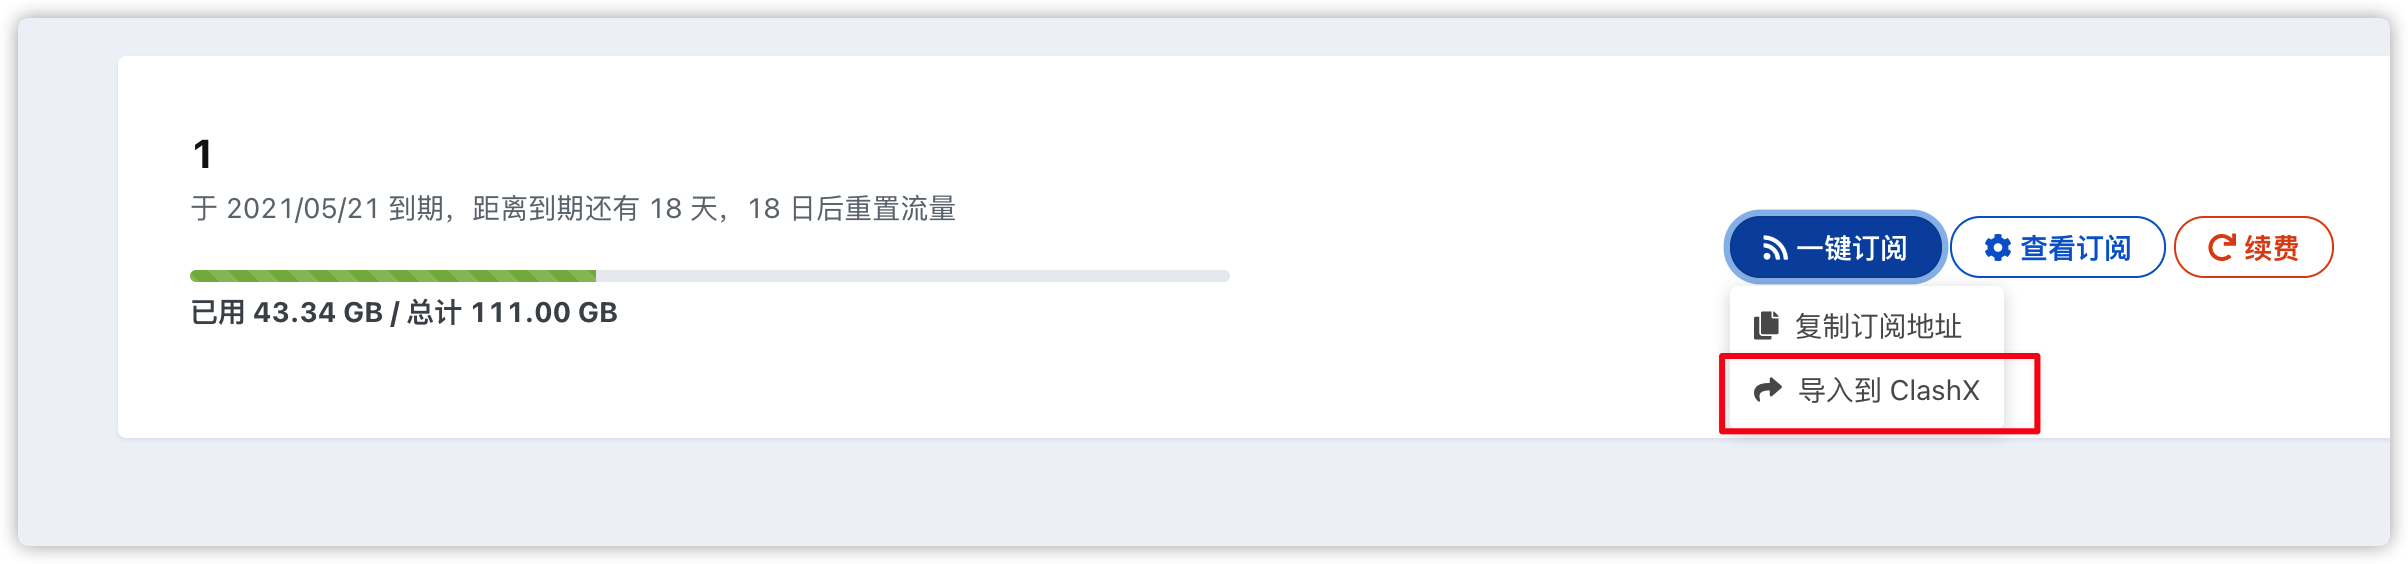 1
于 2021/05/21 到期，距离到期还有 18 天，18 日后重置流量
已用 43.34 GB / 总计 111.00 GB
一键订阅
查看订阅
续费
复制订阅地址
导入到 ClashX